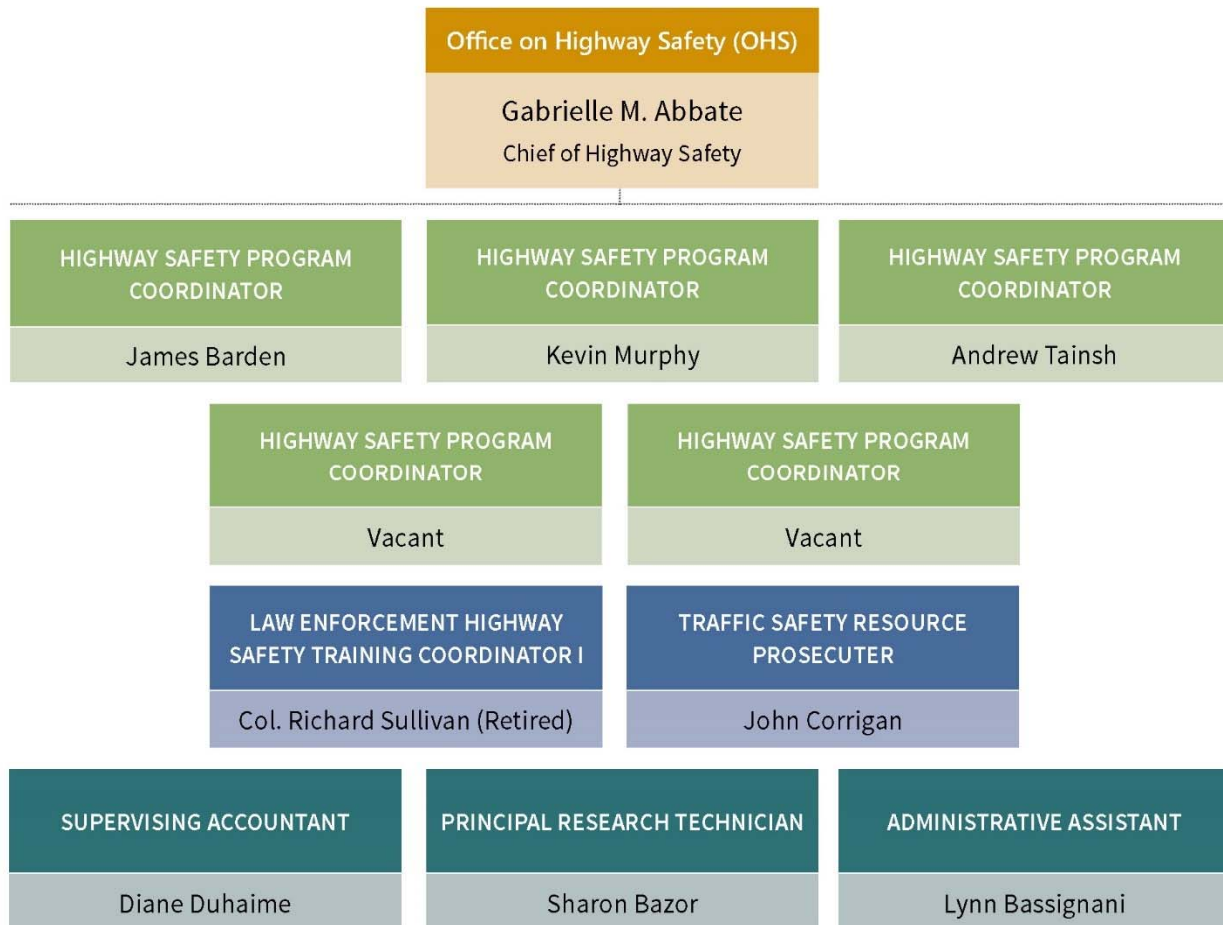 Office on Highway Safety (OHS)
Gabrielle M. Abbate
Chief of Highway Safety
HIGHWAY SAFETY PROGRAM
COORDINATOR
James Barden
HIGHWAY SAFETY PROGRAM
COORDINATOR
Kevin Murphy
HIGHWAY SAFETY PROGRAM
COORDINATOR
Andrew Tainsh
HIGHWAY SAFETY PROGRAM
COORDINATOR
Vacant
HIGHWAY SAFETY PROGRAM
COORDINATOR
Vacant
LAW ENFORCEMENT HIGHWAY
SAFETY TRAINING COORDINATOR I
Col. Richard Sullivan (Retired)
TRAFFIC SAFETY RESOURCE
PROSECUTER
John Corrigan
SUPERVISING ACCOUNTANT
Diane Duhaime
PRINCIPAL RESEARCH TECHNICIAN
Sharon Bazor
ADMINISTRATIVE ASSISTANT
Lynn Bassignani